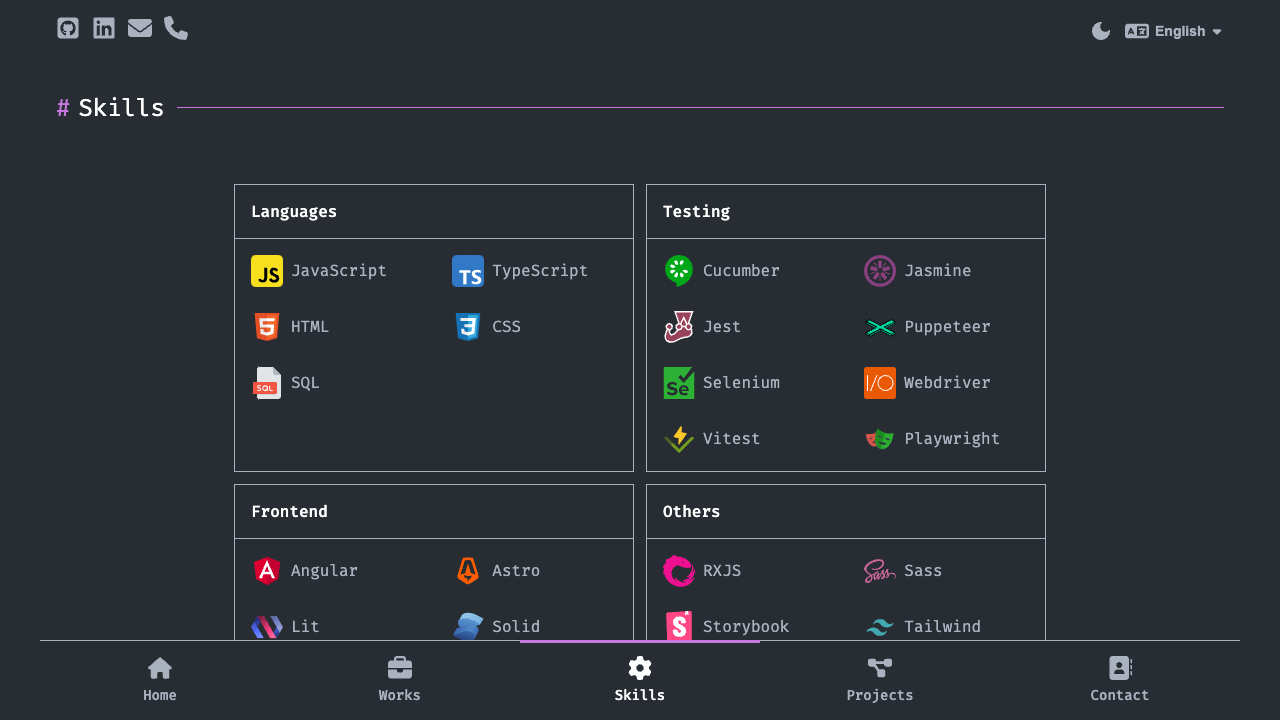 English
# Skills
Languages
JS JavaScript
TS TypeScript
HTML
CSS
SQL SQL
Testing
Cucumber
Jasmine
Jest
Puppeteer
Se Selenium
I/O Webdriver
Vitest
Playwright
Frontend
Angular
Astro
Lit
Solid
Others
RXJS
Sass Sass
Storybook
Tailwind
Home
Works
Skills
Projects
Contact